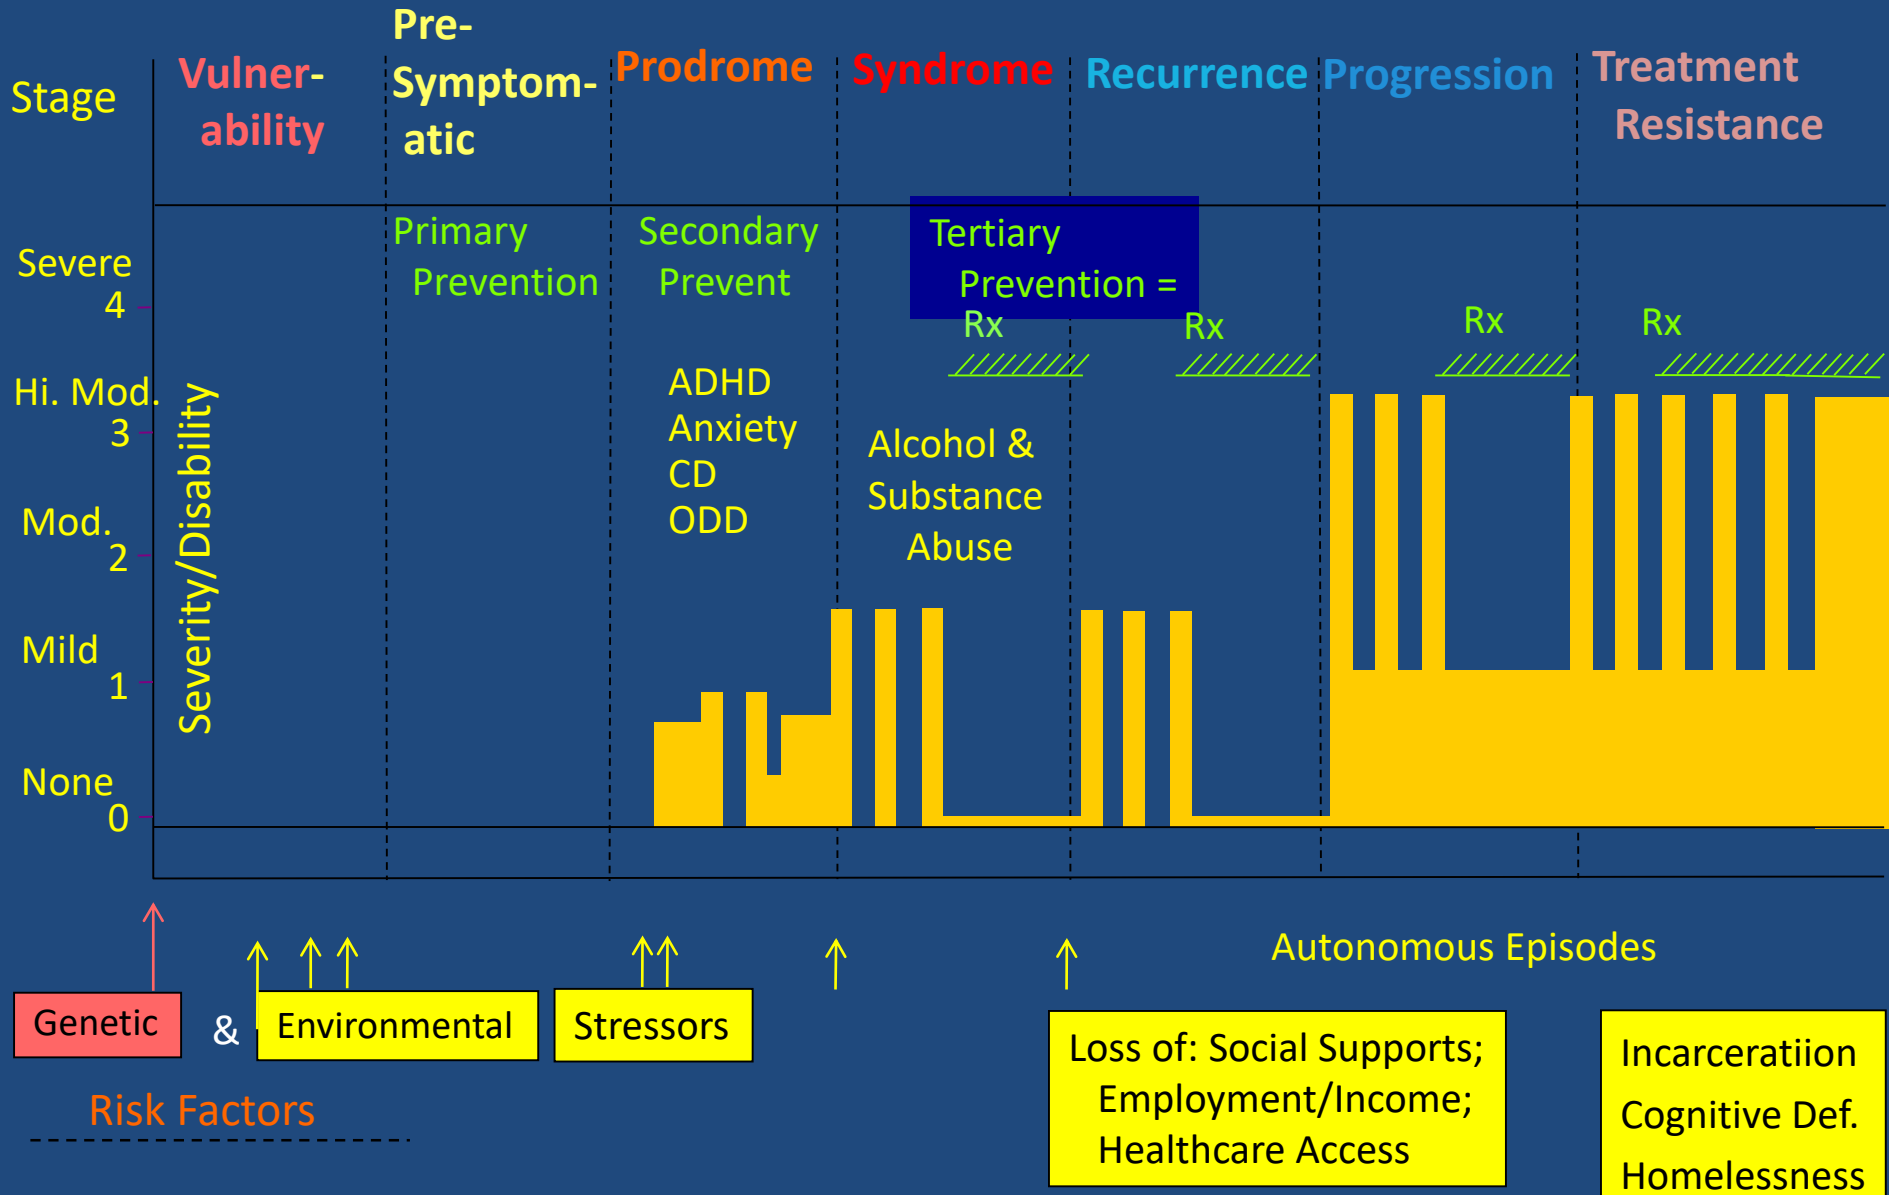 Stage
Vulner-
ability
Pre-
Symptom-
atic
Prodrome
Syndrome
Recurrence
Progression
Treatment
Resistance
Primary
Prevention
Secondary
Prevent
Tertiary
Prevention =
Rx
Rx
Rx
Rx
Severe
4
Hi. Mod.
3
Mod.
2
Mild
1
None
0
Severity/Disability
ADHD
Anxiety
CD
ODD
Alcohol &
Substance
Abuse
Autonomous Episodes
Genetic
&
Environmental
Stressors
Risk Factors
Loss of: Social Supports;
Employment/Income;
Healthcare Access
Incarceratiion
Cognitive Def.
Homelessness